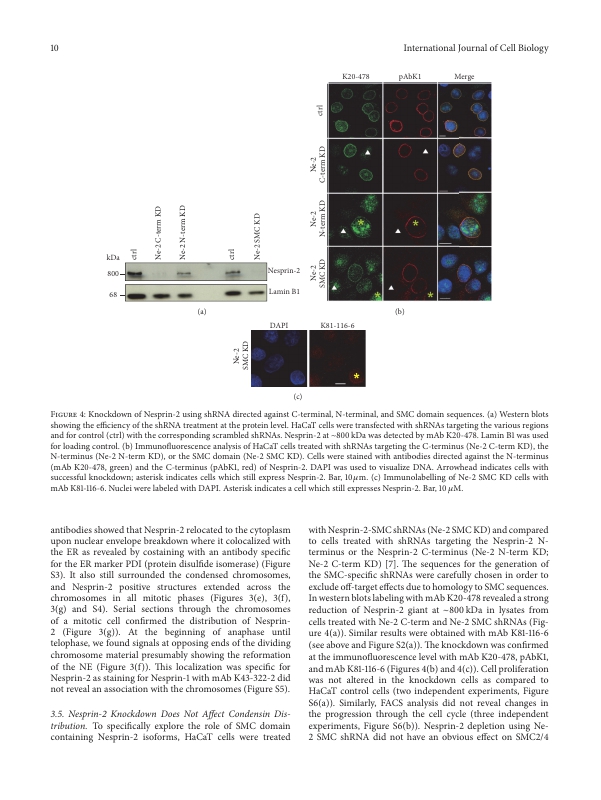 10
International Journal of Cell Biology
K20-478
pAbK1
Merge
ctrl
Ne-2
C-term KD
Ne-2
N-term KD
Ne-2
SMC KD
kDa
ctrl
Ne-2 C-term KD
Ne-2 N-term KD
ctrl
Ne-2 SMC KD
800
Nesprin-2
68
Lamin B1
(a)
(b)
DAPI
K81-116-6
Ne-2
SMC KD
(c)
Figure 4: Knockdown of Nesprin-2 using shRNA directed against C-terminal, N-terminal, and SMC domain sequences. (a) Western blots
showing the efficiency of the shRNA treatment at the protein level. HaCaT cells were transfected with shRNAs targeting the various regions
and for control (ctrl) with the corresponding scrambled shRNAs. Nesprin-2 at ~800 kDa was detected by mAb K20-478. Lamin B1 was used
for loading control. (b) Immunofluorescence analysis of HaCaT cells treated with shRNAs targeting the C-terminus (Ne-2 C-term KD), the
N-terminus (Ne-2 N-term KD), or the SMC domain (Ne-2 SMC KD). Cells were stained with antibodies directed against the N-terminus
(mAb K20-478, green) and the C-terminus (pAbK1, red) of Nesprin-2. DAPI was used to visualize DNA. Arrowhead indicates cells with
successful knockdown; asterisk indicates cells which still express Nesprin-2. Bar, 10 μm. (c) Immunolabelling of Ne-2 SMC KD cells with
mAb K81-116-6. Nuclei were labeled with DAPI. Asterisk indicates a cell which still expresses Nesprin-2. Bar, 10 μM.
antibodies showed that Nesprin-2 relocated to the cytoplasm
upon nuclear envelope breakdown where it colocalized with
the ER as revealed by costaining with an antibody specific
for the ER marker PDI (protein disulfide isomerase) (Figure
S3). It also still surrounded the condensed chromosomes,
and Nesprin-2 positive structures extended across the
chromosomes in all mitotic phases (Figures 3(e), 3(f),
3(g) and S4). Serial sections through the chromosomes
of a mitotic cell confirmed the distribution of Nesprin-
2 (Figure 3(g)). At the beginning of anaphase until
telophase, we found signals at opposing ends of the dividing
chromosome material presumably showing the reformation
of the NE (Figure 3(f)). This localization was specific for
Nesprin-2 as staining for Nesprin-1 with mAb K43-322-2 did
not reveal an association with the chromosomes (Figure S5).
3.5. Nesprin-2 Knockdown Does Not Affect Condensin Dis-
tribution. To specifically explore the role of SMC domain
containing Nesprin-2 isoforms, HaCaT cells were treated
with Nesprin-2-SMC shRNAs (Ne-2 SMC KD) and compared
to cells treated with shRNAs targeting the Nesprin-2 N-
terminus or the Nesprin-2 C-terminus (Ne-2 N-term KD;
Ne-2 C-term KD) [7]. The sequences for the generation of
the SMC-specific shRNAs were carefully chosen in order to
exclude off-target effects due to homology to SMC sequences.
In western blots labeling with mAb K20-478 revealed a strong
reduction of Nesprin-2 giant at ~800 kDa in lysates from
cells treated with Ne-2 C-term and Ne-2 SMC shRNAs (Fig-
ure 4(a)). Similar results were obtained with mAb K81-116-6
(see above and Figure S2(a)). The knockdown was confirmed
at the immunofluorescence level with mAb K20-478, pAbK1,
and mAb K81-116-6 (Figures 4(b) and 4(c)). Cell proliferation
was not altered in the knockdown cells as compared to
HaCaT control cells (two independent experiments, Figure
S6(a)). Similarly, FACS analysis did not reveal changes in
the progression through the cell cycle (three independent
experiments, Figure S6(b)). Nesprin-2 depletion using Ne-
2 SMC shRNA did not have an obvious effect on SMC2/4